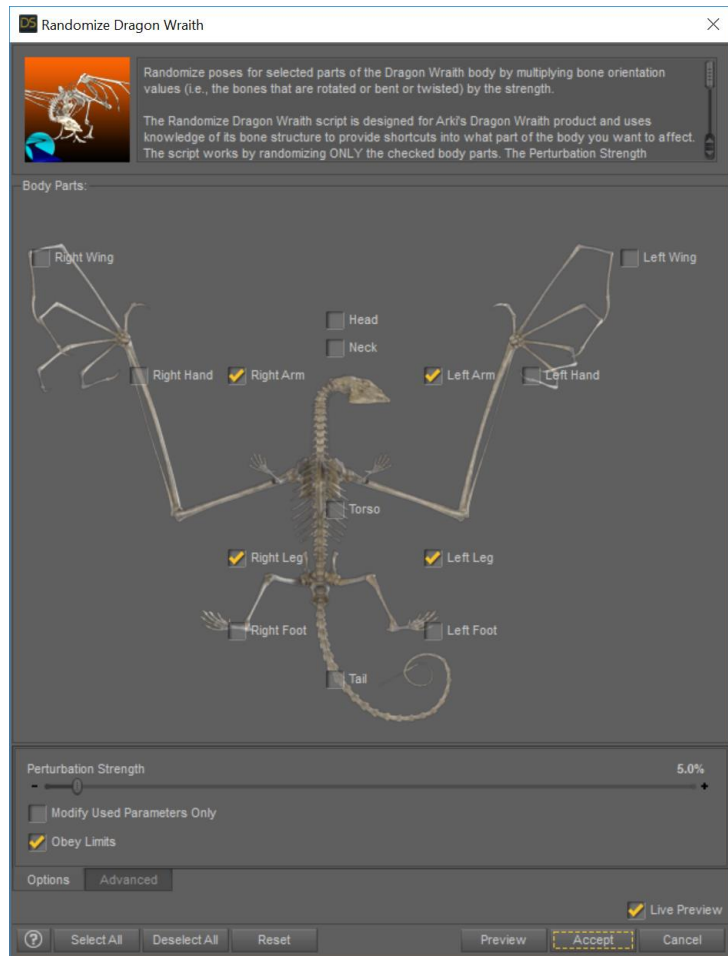 DS Randomize Dragon Wraith
Randomize poses for selected parts of the Dragon Wraith body by multiplying bone orientation
values (i.e., the bones that are rotated or bent or twisted) by the strength.
The Randomize Dragon Wraith script is designed for Arki's Dragon Wraith product and uses
knowledge of its bone structure to provide shortcuts into what part of the body you want to affect.
The script works by randomizing ONLY the checked body parts. The Perturbation Strength
Body Parts:
Right Wing
Left Wing
Head
Neck
Right Hand
Right Arm
Left Arm
Left Hand
Torso
Right Leg
Left Leg
Right Foot
Left Foot
Tail
Perturbation Strength
5.0%
- +
Modify Used Parameters Only
Obey Limits
Options
Advanced
Live Preview
? Select All Deselect All Reset Preview Accept Cancel